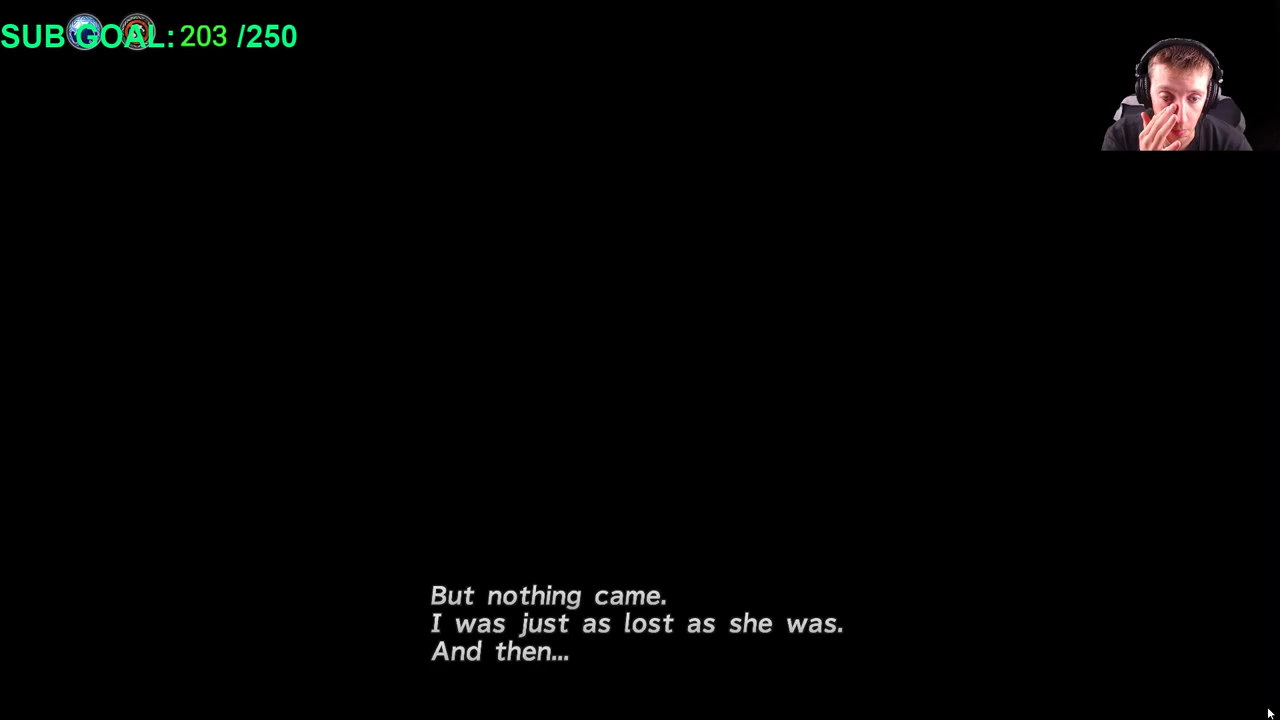 SUB GOAL: 203 /250
But nothing came.
I was just as lost as she was.
And then...